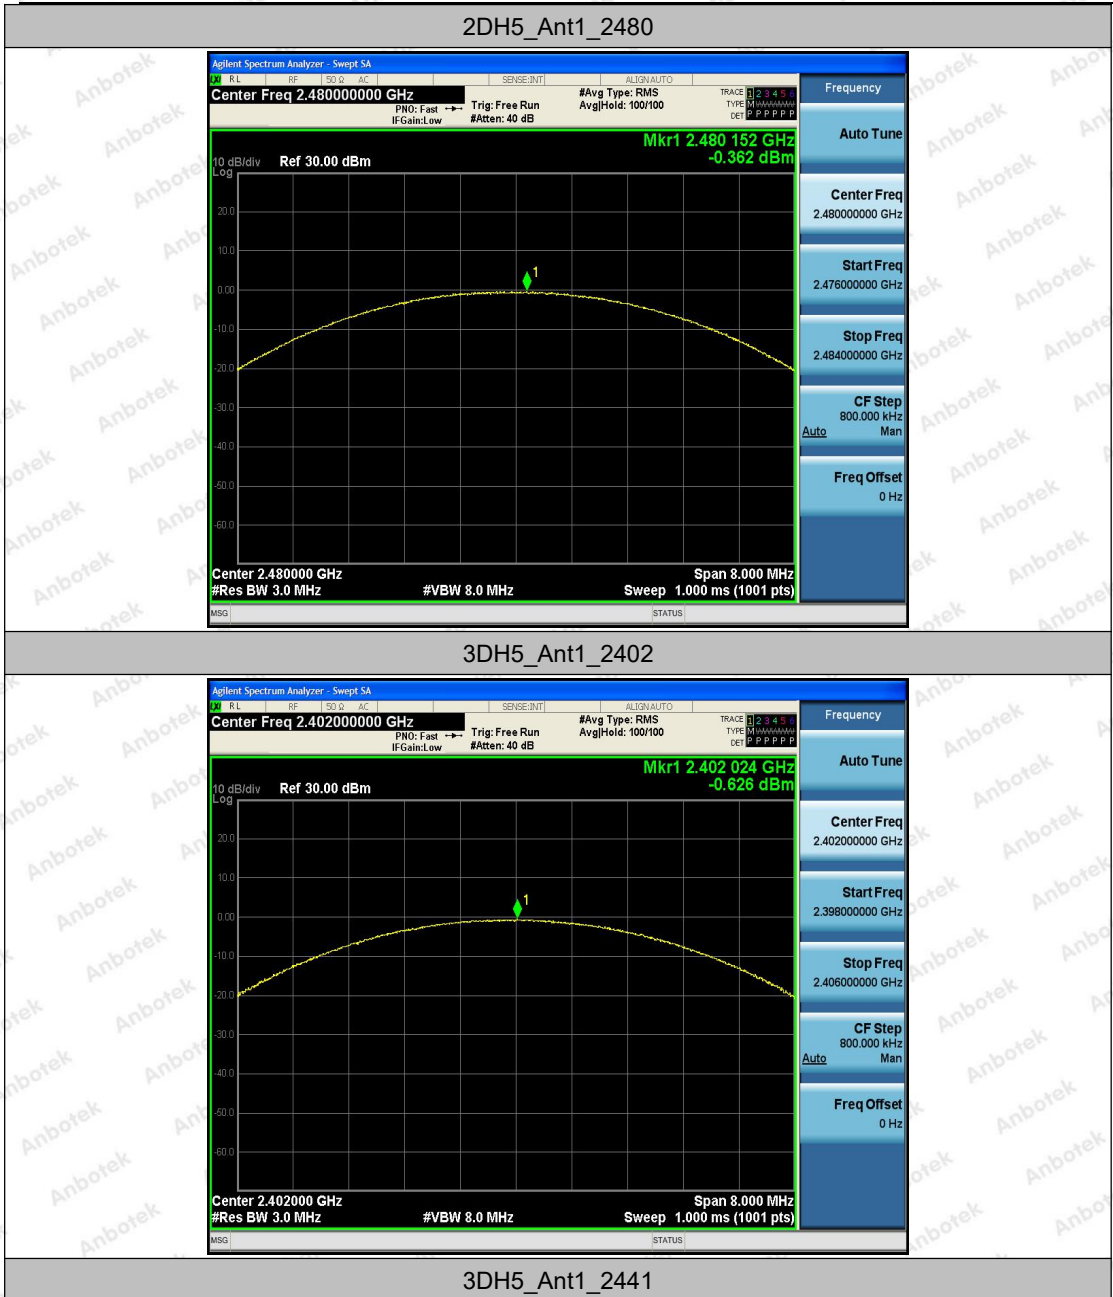 2DH5_Ant1_2480
Agilent Spectrum Analyzer - Swept SA
LXI RL RF 50 Ω AC SENSE:INT ALIGNAUTO
Center Freq 2.480000000 GHz
PNO: Fast
IFGain:Low
Trig: Free Run
#Atten: 40 dB
#Avg Type: RMS
Avg|Hold: 100/100
TRACE 1 2 3 4 5 6
TYPE M
DET P P P P P P
Mkr1 2.480 152 GHz
-0.362 dBm
10 dB/div Ref 30.00 dBm
Log
20.0
10.0
0.00
-10.0
-20.0
-30.0
-40.0
-50.0
-60.0
1
Center 2.480000 GHz Span 8.000 MHz
#Res BW 3.0 MHz #VBW 8.0 MHz Sweep 1.000 ms (1001 pts)
MSG STATUS
Frequency
Auto Tune
Center Freq
2.480000000 GHz
Start Freq
2.476000000 GHz
Stop Freq
2.484000000 GHz
CF Step
800.000 kHz
Auto Man
Freq Offset
0 Hz
3DH5_Ant1_2402
Agilent Spectrum Analyzer - Swept SA
LXI RL RF 50 Ω AC SENSE:INT ALIGNAUTO
Center Freq 2.402000000 GHz
PNO: Fast
IFGain:Low
Trig: Free Run
#Atten: 40 dB
#Avg Type: RMS
Avg|Hold: 100/100
TRACE 1 2 3 4 5 6
TYPE M
DET P P P P P P
Mkr1 2.402 024 GHz
-0.626 dBm
10 dB/div Ref 30.00 dBm
Log
20.0
10.0
0.00
-10.0
-20.0
-30.0
-40.0
-50.0
-60.0
1
Center 2.402000 GHz Span 8.000 MHz
#Res BW 3.0 MHz #VBW 8.0 MHz Sweep 1.000 ms (1001 pts)
MSG STATUS
Frequency
Auto Tune
Center Freq
2.402000000 GHz
Start Freq
2.398000000 GHz
Stop Freq
2.406000000 GHz
CF Step
800.000 kHz
Auto Man
Freq Offset
0 Hz
3DH5_Ant1_2441
Anbotek